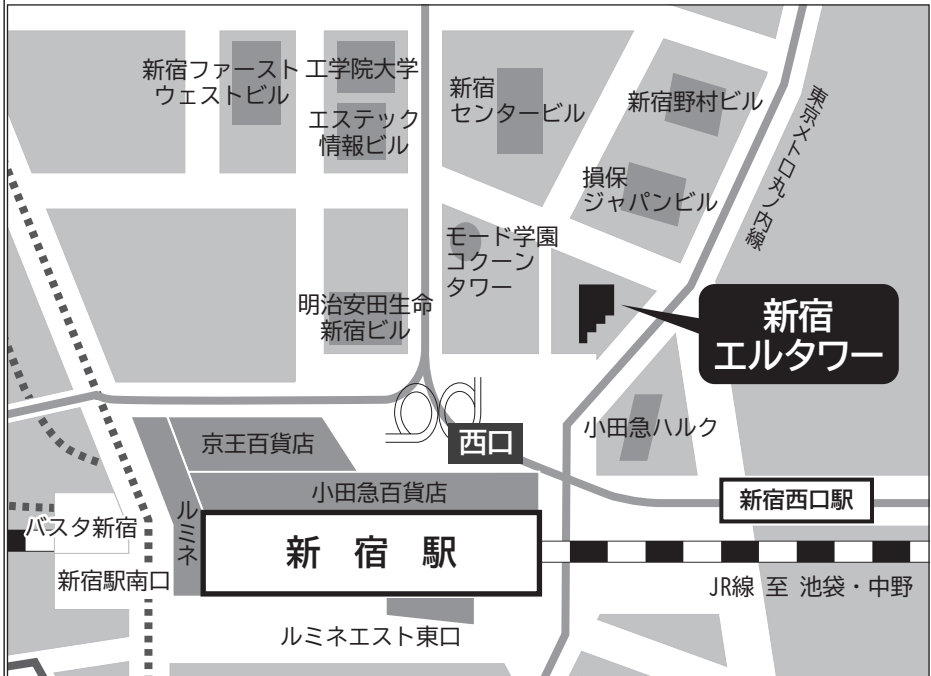 新宿ファースト
ウェストビル
工学院大学
エステック
情報ビル
新宿
センタービル
新宿野村ビル
損保
ジャパンビル
東京メトロ丸ノ内線
モード学園
コクーン
タワー
明治安田生命
新宿ビル
新宿
エルタワー
小田急ハルク
西口
京王百貨店
小田急百貨店
ルミネ
新宿西口駅
バスタ新宿
新宿駅
新宿駅南口
JR線 至 池袋・中野
ルミネエスト東口